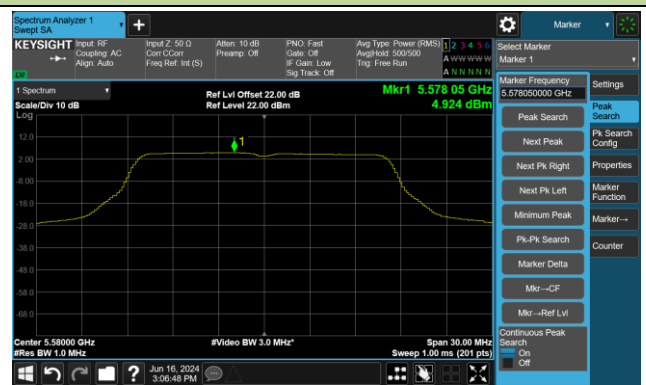 Spectrum Analyzer 1
Swept SA
+
Marker
KEYSIGHT
Input: RF
Coupling: AC
Align: Auto
Input Z: 50 Ω
Corr CCorr
Freq Ref: Int (S)
Atten: 10 dB
Preamp: Off
PNO: Fast
Gate: Off
IF Gain: Low
Sig Track: Off
Avg Type: Power (RMS)
Avg|Hold: 500/500
Trig: Free Run
1 2 3 4 5 6
A W W W W W
A N N N N N
LV
Select Marker
Marker 1
1 Spectrum
Scale/Div 10 dB
Log
Ref Lvl Offset 22.00 dB
Ref Level 22.00 dBm
Mkr1 5.578 05 GHz
4.924 dBm
12.0
2.00
-8.00
-18.0
-28.0
-38.0
-48.0
-58.0
-68.0
1
Center 5.58000 GHz
#Res BW 1.0 MHz
#Video BW 3.0 MHz*
Span 30.00 MHz
Sweep 1.00 ms (201 pts)
Marker Frequency
5.578050000 GHz
Peak Search
Next Peak
Next Pk Right
Next Pk Left
Minimum Peak
Pk-Pk Search
Marker Delta
Mkr→CF
Mkr→Ref Lvl
Continuous Peak
Search
On
Off
Settings
Peak
Search
Pk Search
Config
Properties
Marker
Function
Marker→
Counter
?
Jun 16, 2024
3:06:48 PM